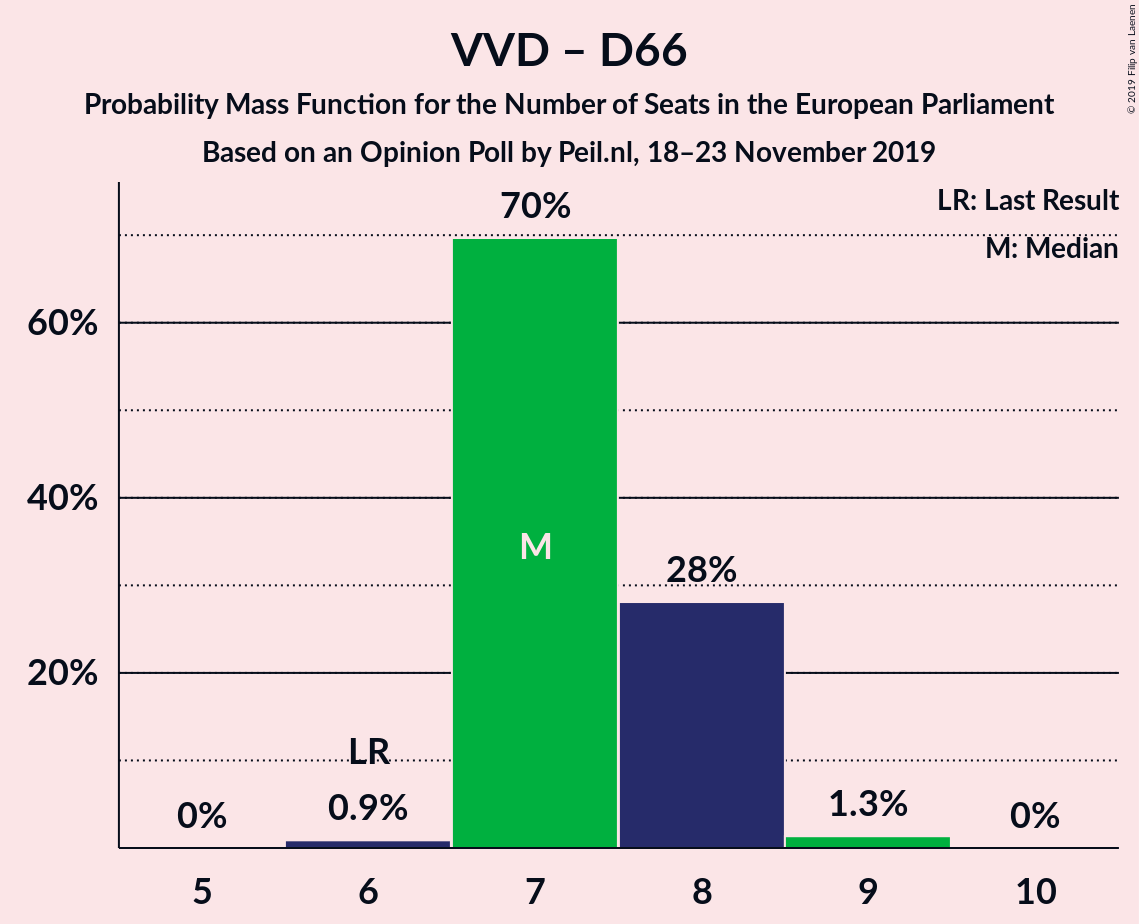 VVD – D66
Probability Mass Function for the Number of Seats in the European Parliament
Based on an Opinion Poll by Peil.nl, 18–23 November 2019
© 2019 Filip van Laenen
LR: Last Result
M: Median
70%
60%
M
28%
40%
20%
LR
0%
0.9%
1.3%
0%
5 6 7 8 9 10